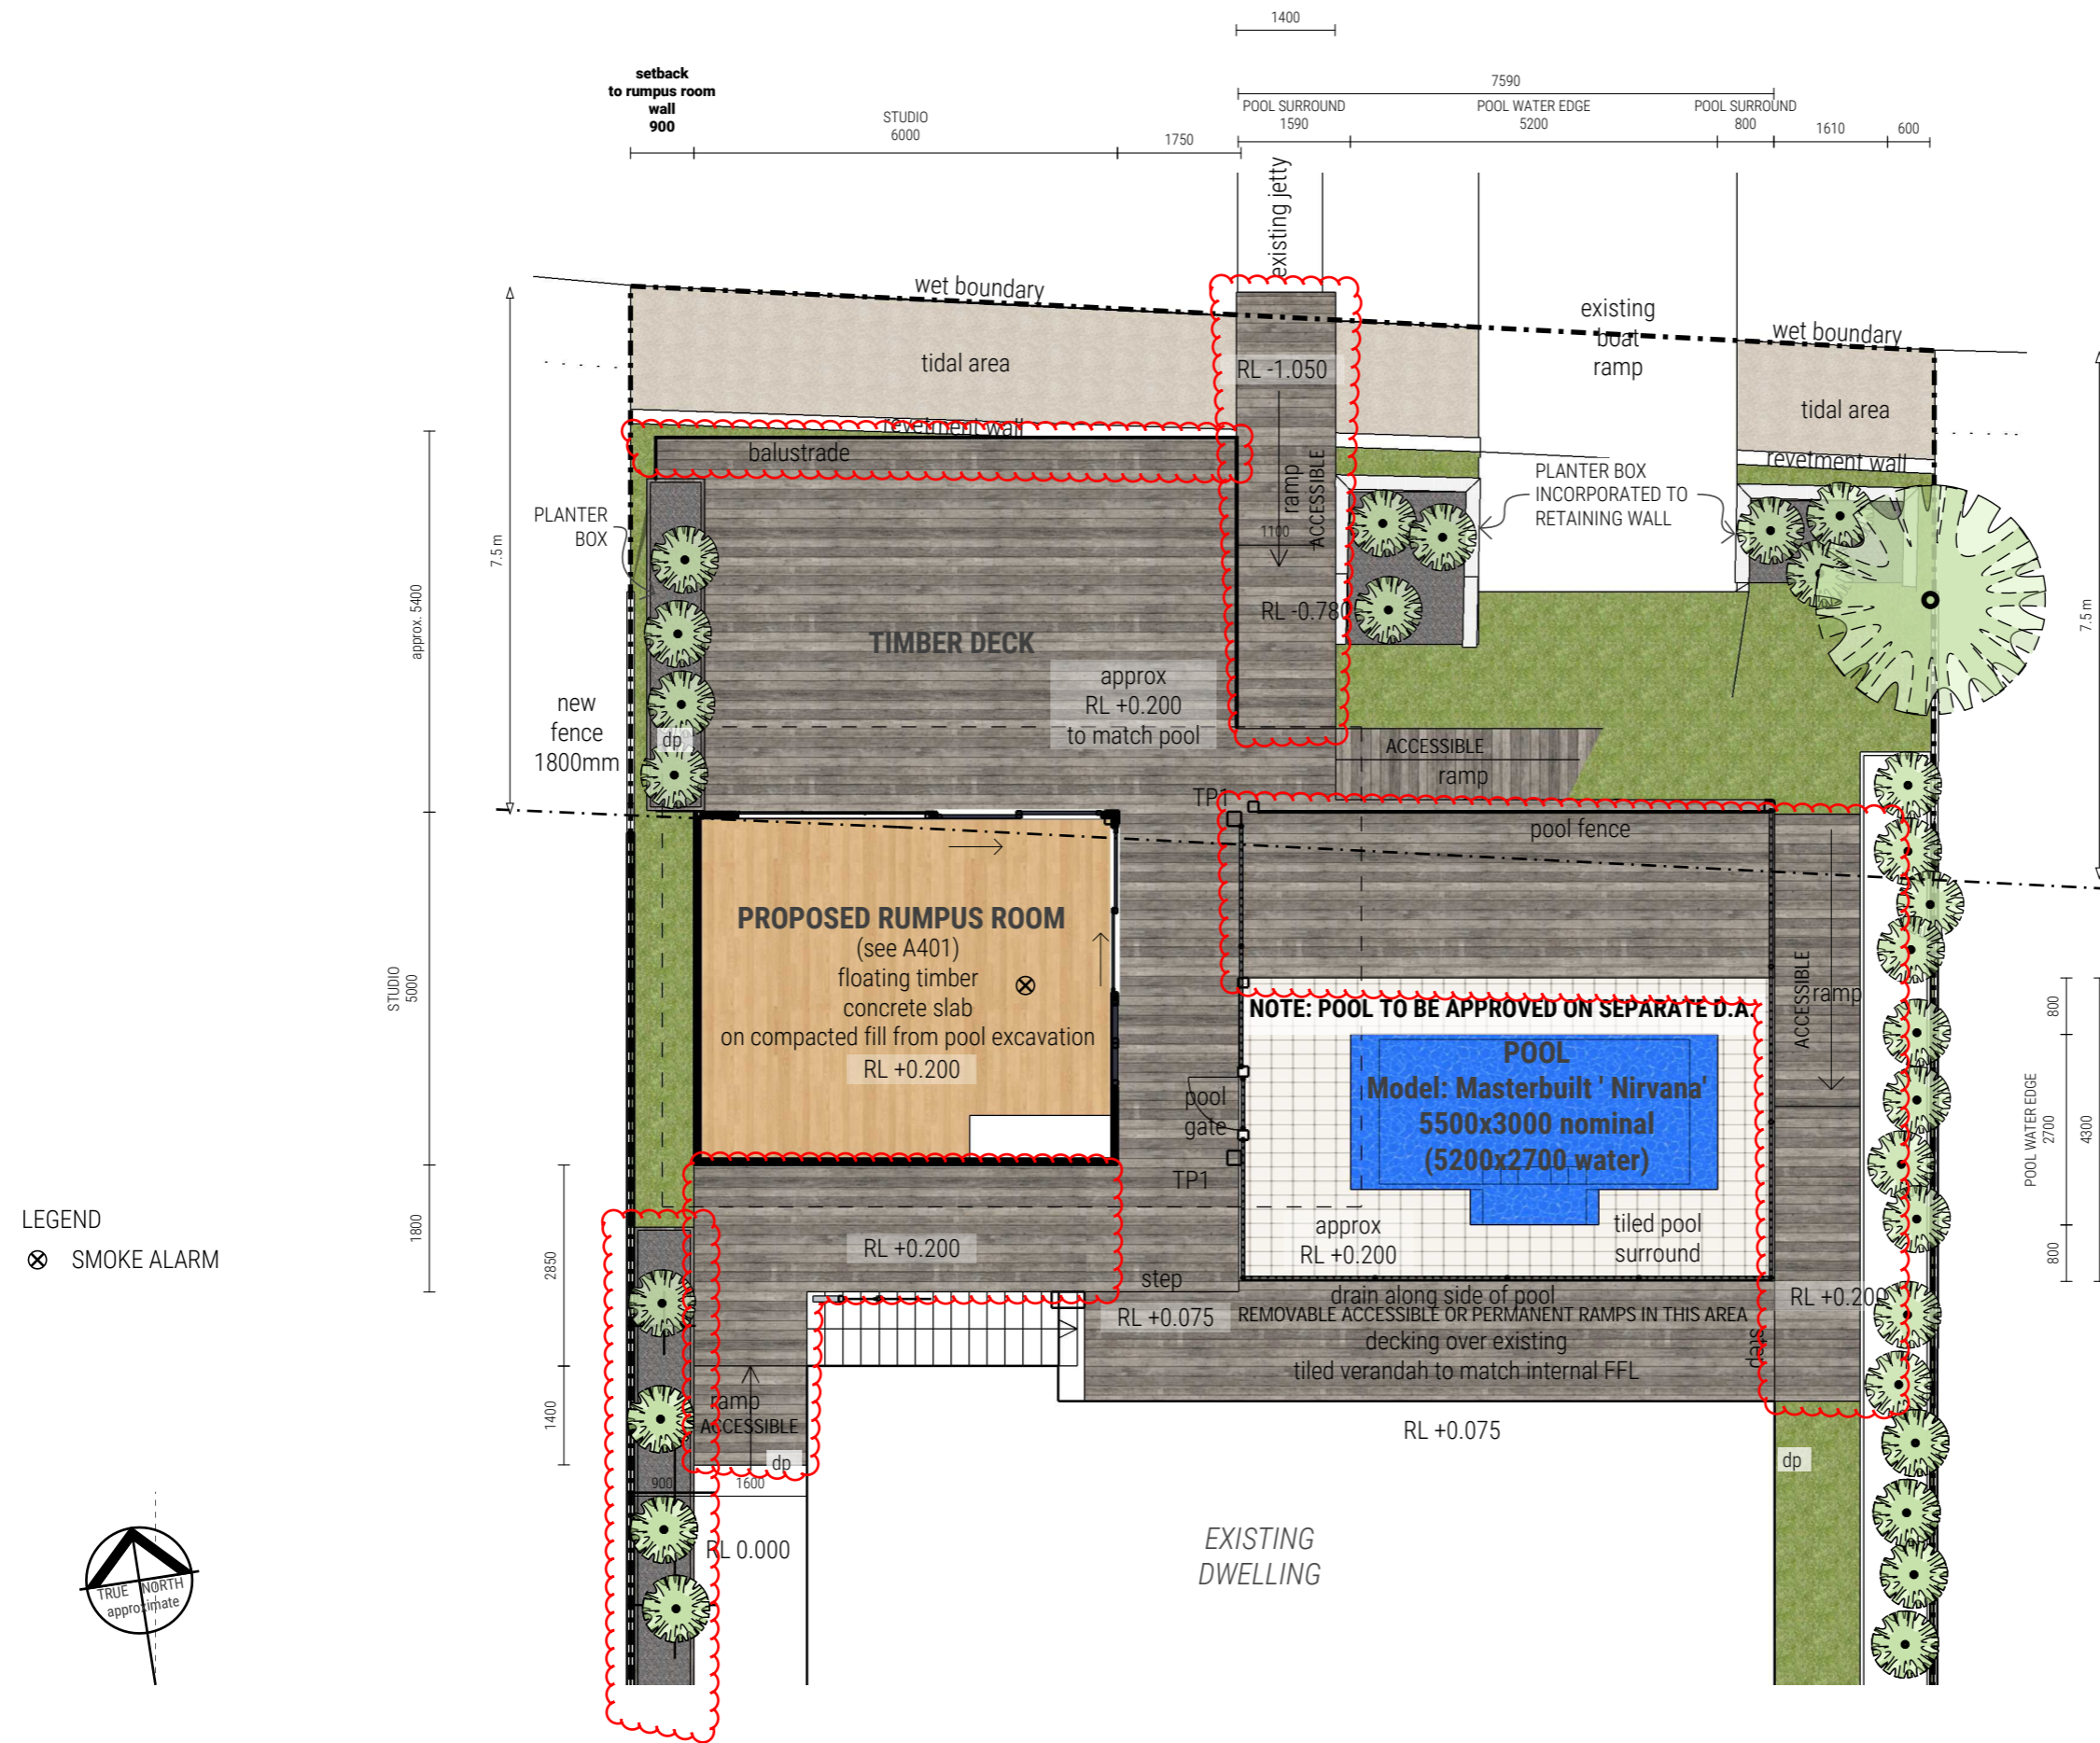 1400
7590
setback
to rumpus room
wall
900
STUDIO
6000
1750
POOL SURROUND
1590
POOL WATER EDGE
5200
POOL SURROUND
800
1610
600
existing jetty
wet boundary
existing
boat
ramp
wet boundary
tidal area
RL -1.050
tidal area
revetment wall
balustrade
revetment wall
ramp
ACCESSIBLE
1100
PLANTER BOX
INCORPORATED TO
RETAINING WALL
PLANTER
BOX
7.5 m
approx. 5400
7.5 m
RL -0.780
TIMBER DECK
approx
RL +0.200
to match pool
new
fence
1800mm
dp
ACCESSIBLE
ramp
TP1
pool fence
PROPOSED RUMPUS ROOM
(see A401)
floating timber
concrete slab
on compacted fill from pool excavation
RL +0.200
STUDIO
5000
ACCESSIBLE
ramp
NOTE: POOL TO BE APPROVED ON SEPARATE D.A.
POOL
Model: Masterbuilt ' Nirvana'
5500x3000 nominal
(5200x2700 water)
pool
gate
TP1
800
POOL WATER EDGE
2700
4300
800
approx
RL +0.200
tiled pool
surround
LEGEND
SMOKE ALARM
1800
2850
1400
RL +0.200
step
RL +0.075
drain along side of pool
REMOVABLE ACCESSIBLE OR PERMANENT RAMPS IN THIS AREA
decking over existing
tiled verandah to match internal FFL
RL +0.200
step
ramp
ACCESSIBLE
dp
RL +0.075
dp
900
1600
RL 0.000
EXISTING
DWELLING
TRUE NORTH
approximate